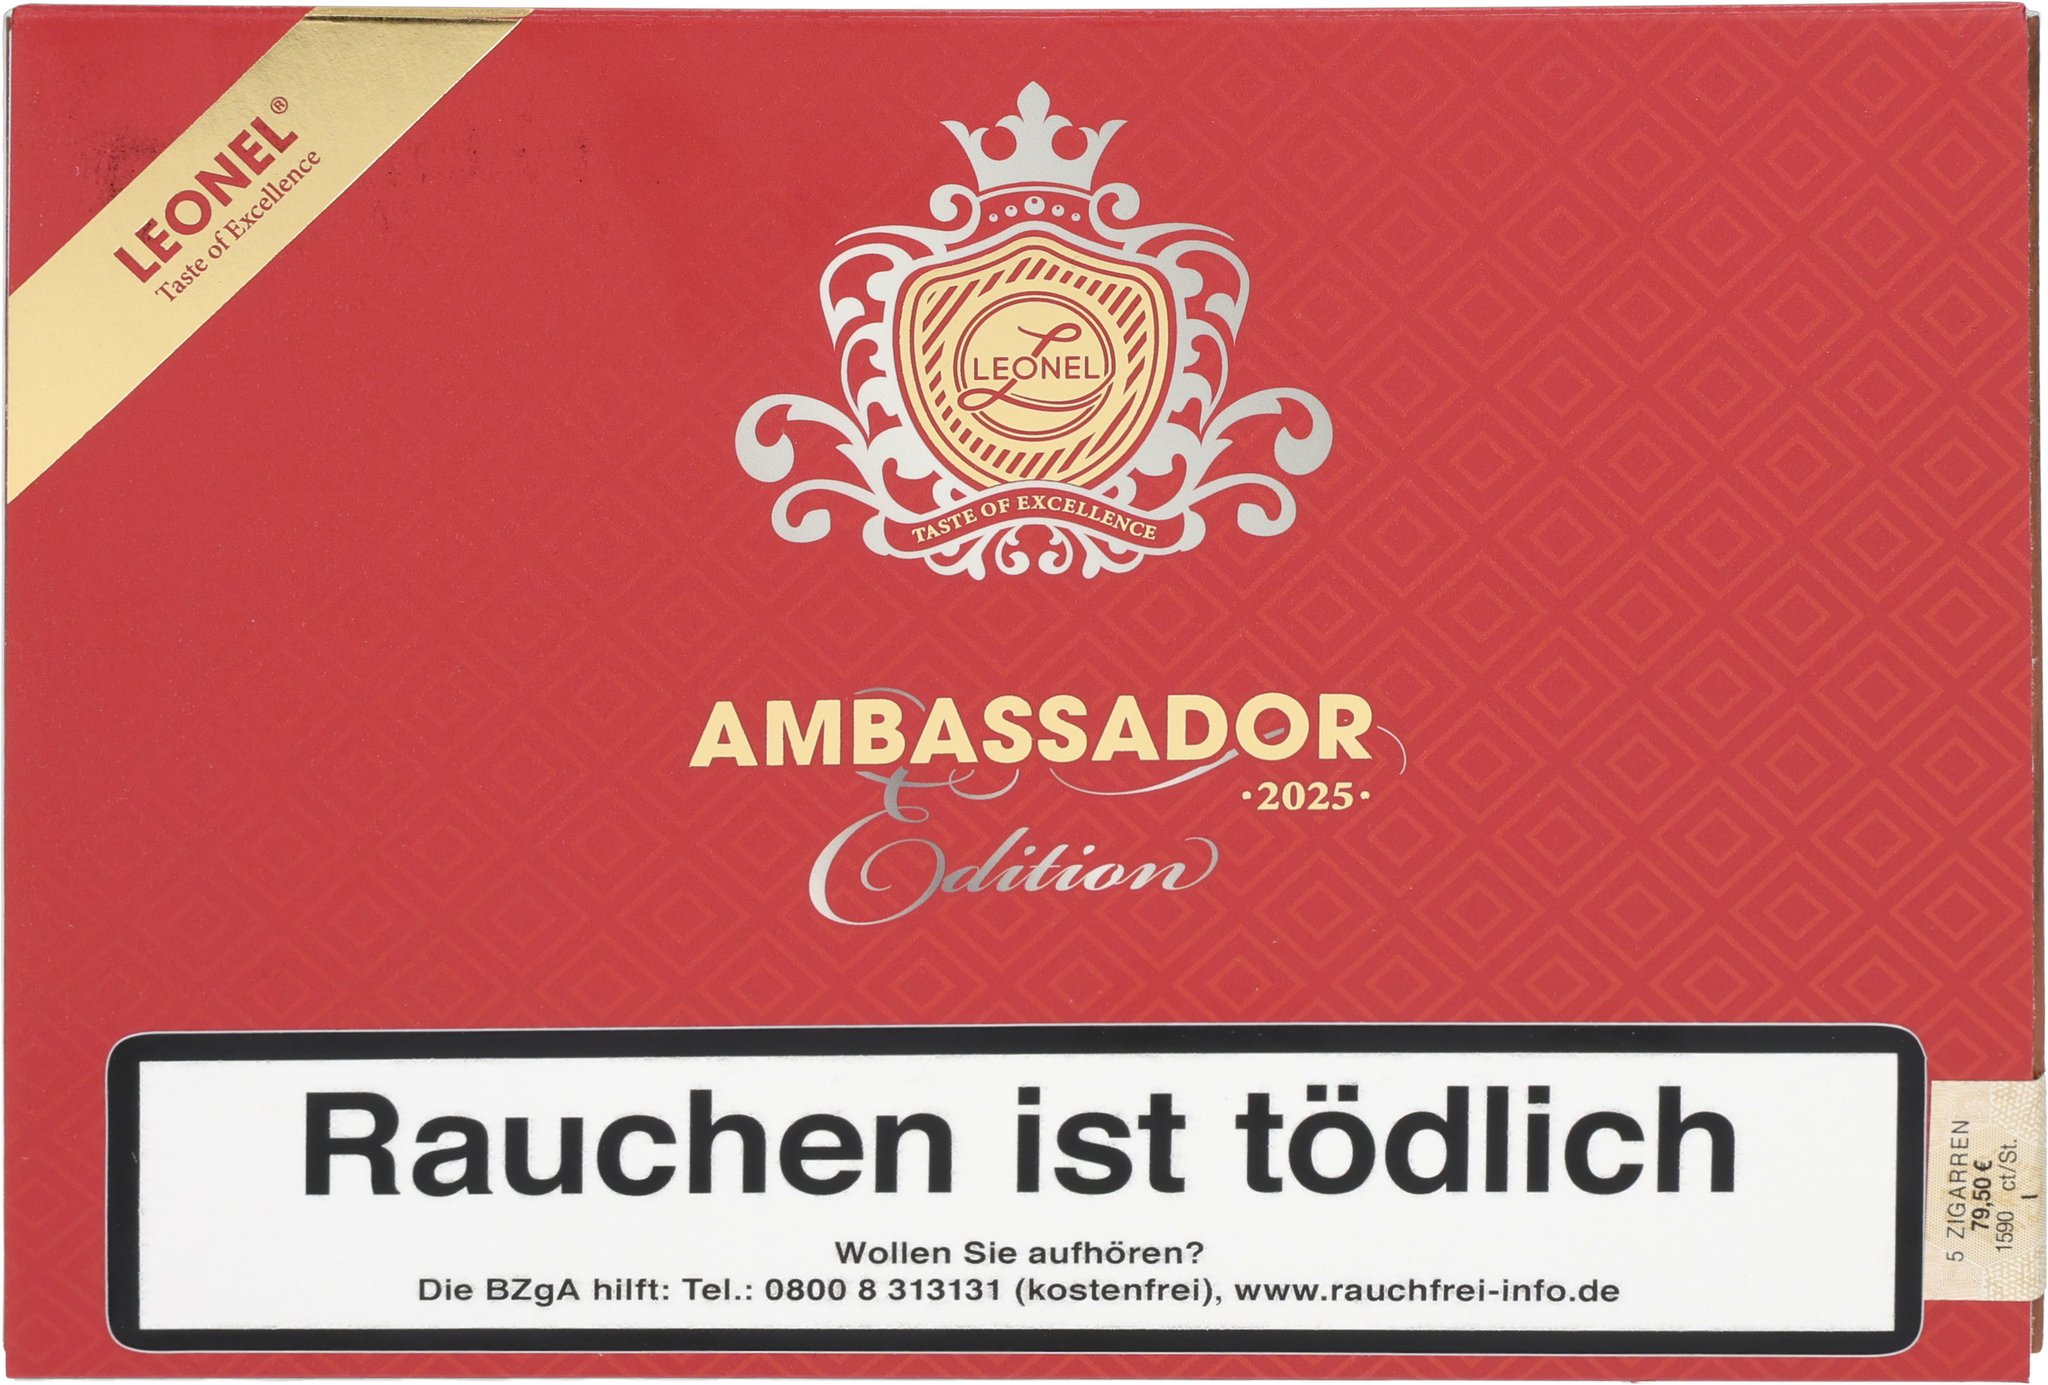 LEONEL®
Taste of Excellence
LEONEL
TASTE OF EXCELLENCE
AMBASSADOR
·2025·
Edition
Rauchen ist tödlich
Wollen Sie aufhören?
Die BZgA hilft: Tel.: 0800 8 313131 (kostenfrei), www.rauchfrei-info.de
5 ZIGARREN
79,50 €
1590 ct/St.
I